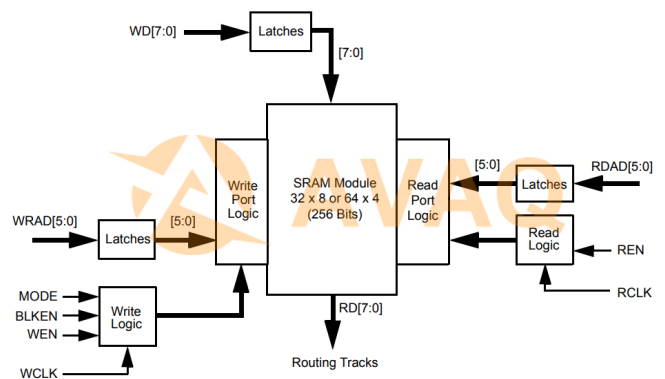 WD[7:0]
Latches
[7:0]
SRAM Module
32 x 8 or 64 x 4
(256 Bits)
Write
Port
Logic
Read
Port
Logic
[5:0]
Latches
RDAD[5:0]
WRAD[5:0]
Latches
[5:0]
Read
Logic
REN
RCLK
MODE
BLKEN
WEN
WCLK
Write
Logic
RD[7:0]
Routing Tracks
AVAQ